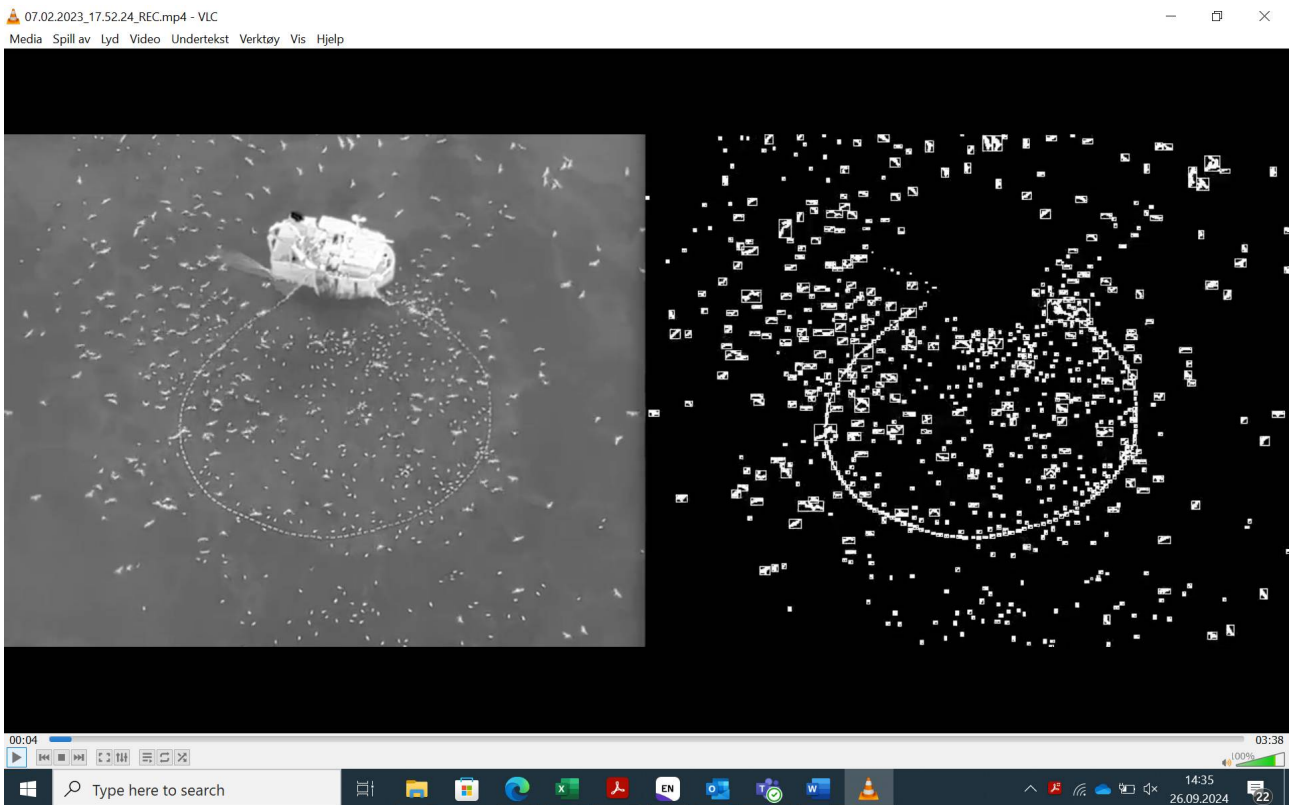 07.02.2023_17.52.24_REC.mp4 - VLC
Media Spill av Lyd Video Undertekst Verktøy Vis Hjelp
00:04
03:38
100%
Type here to search
EN
14:35
26.09.2024
22